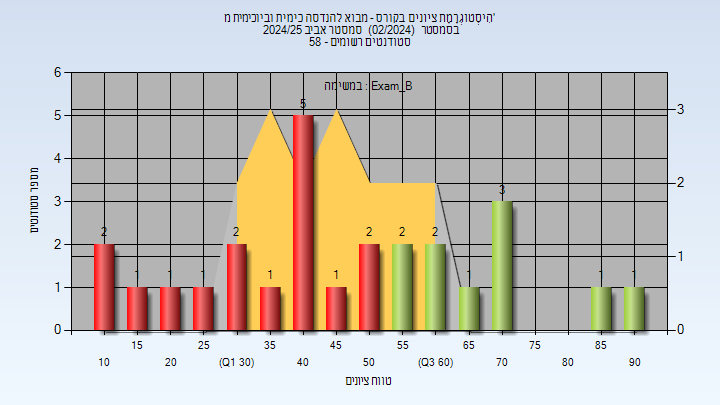 היסטוגרמת ציונים בקורס - מבוא להנדסה כימית וביוכימית מ'
בסמסטר (02/2024) סמסטר אביב 2024/25
סטודנטים רשומים - 58
במשימה : Exam_B
מספר סטודנטים
6
5
4
3
2
1
0
3
2
1
0
2 1 1 1 2 1 5 1 2 2 2 1 3 1 1
15 25 35 45 55 65 75 85
10 20 (Q1 30) 40 50 (Q3 60) 70 80 90
טווח ציונים